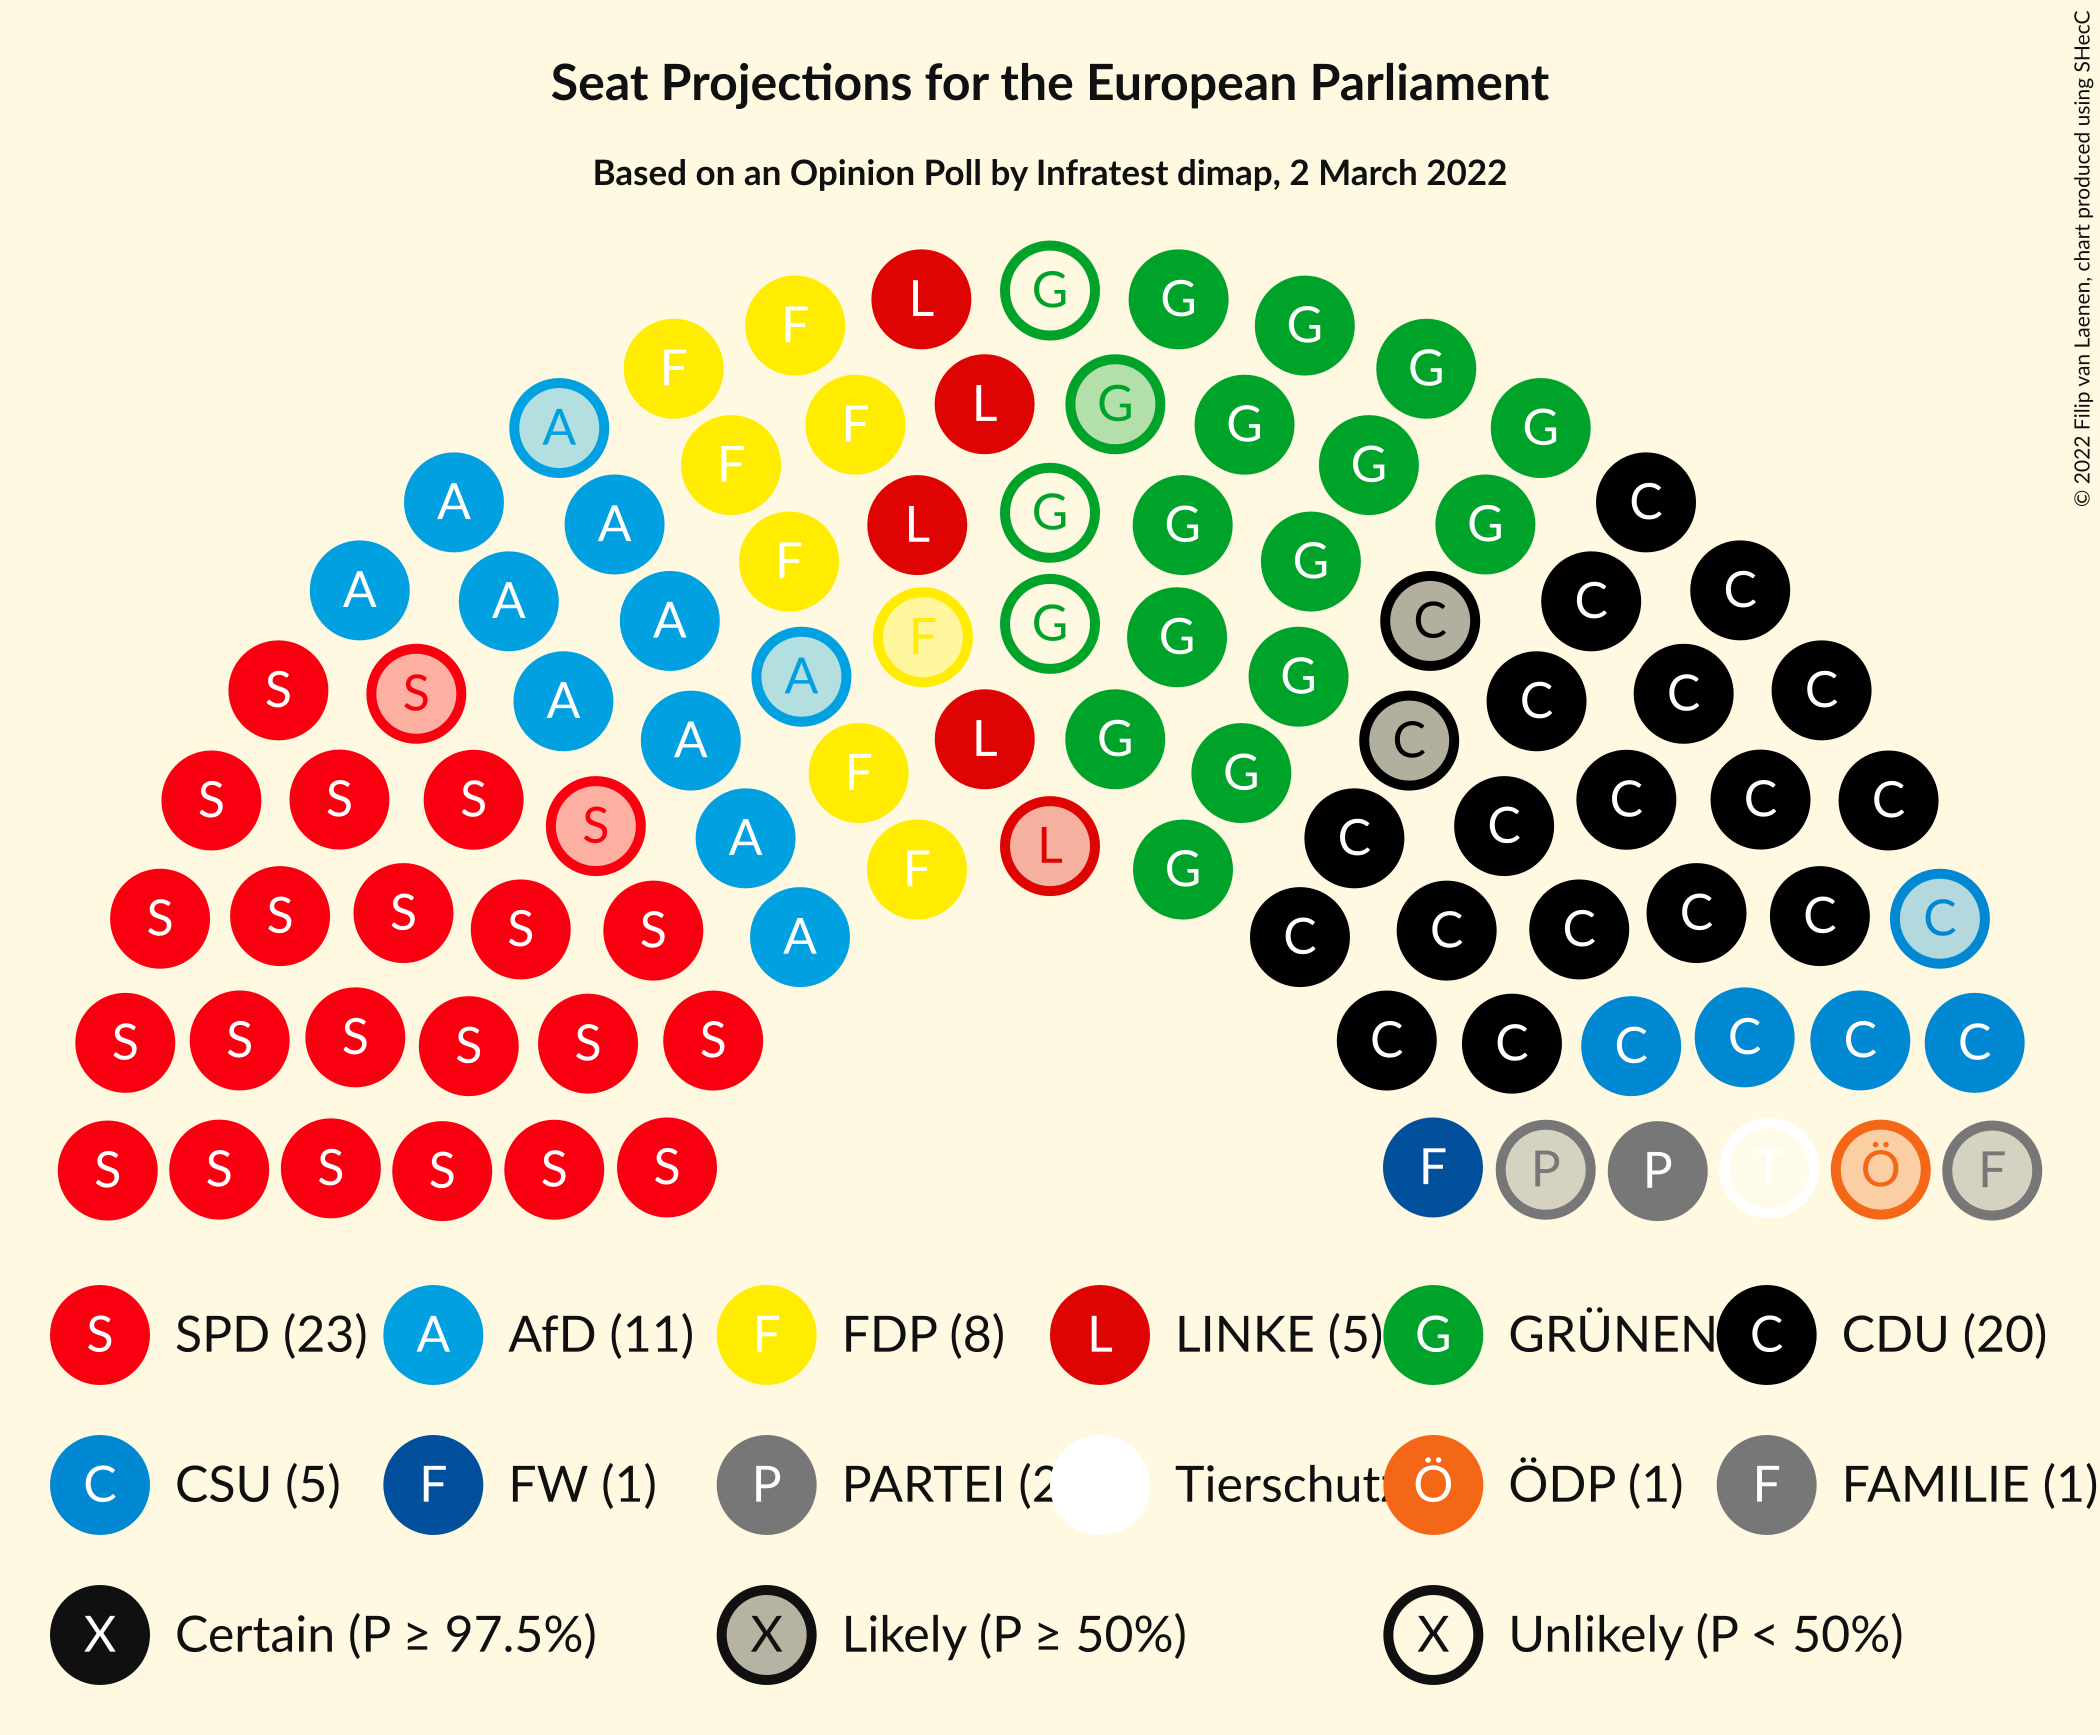 Seat Projections for the European Parliament
Based on an Opinion Poll by Infratest dimap, 2 March 2022
© 2022 Filip van Laenen, chart produced using SHecC
L G G G
F F G
F L G G G
A F G G
A F L G G C
A A F G G C
A A F F G G C C C
S S A A A G C C C C
S S S A F L G G C C C C C
S S A F L G C C
S S S S S A C C C C C C
S S S S S S C C C C C C
S S S S S S F P P T Ö F
S SPD (23) A AfD (11) F FDP (8) L LINKE (5) G GRÜNEN C CDU (20)
C CSU (5) F FW (1) P PARTEI (2 Tierschutz Ö ÖDP (1) F FAMILIE (1)
X Certain (P ≥ 97.5%) X Likely (P ≥ 50%) X Unlikely (P < 50%)